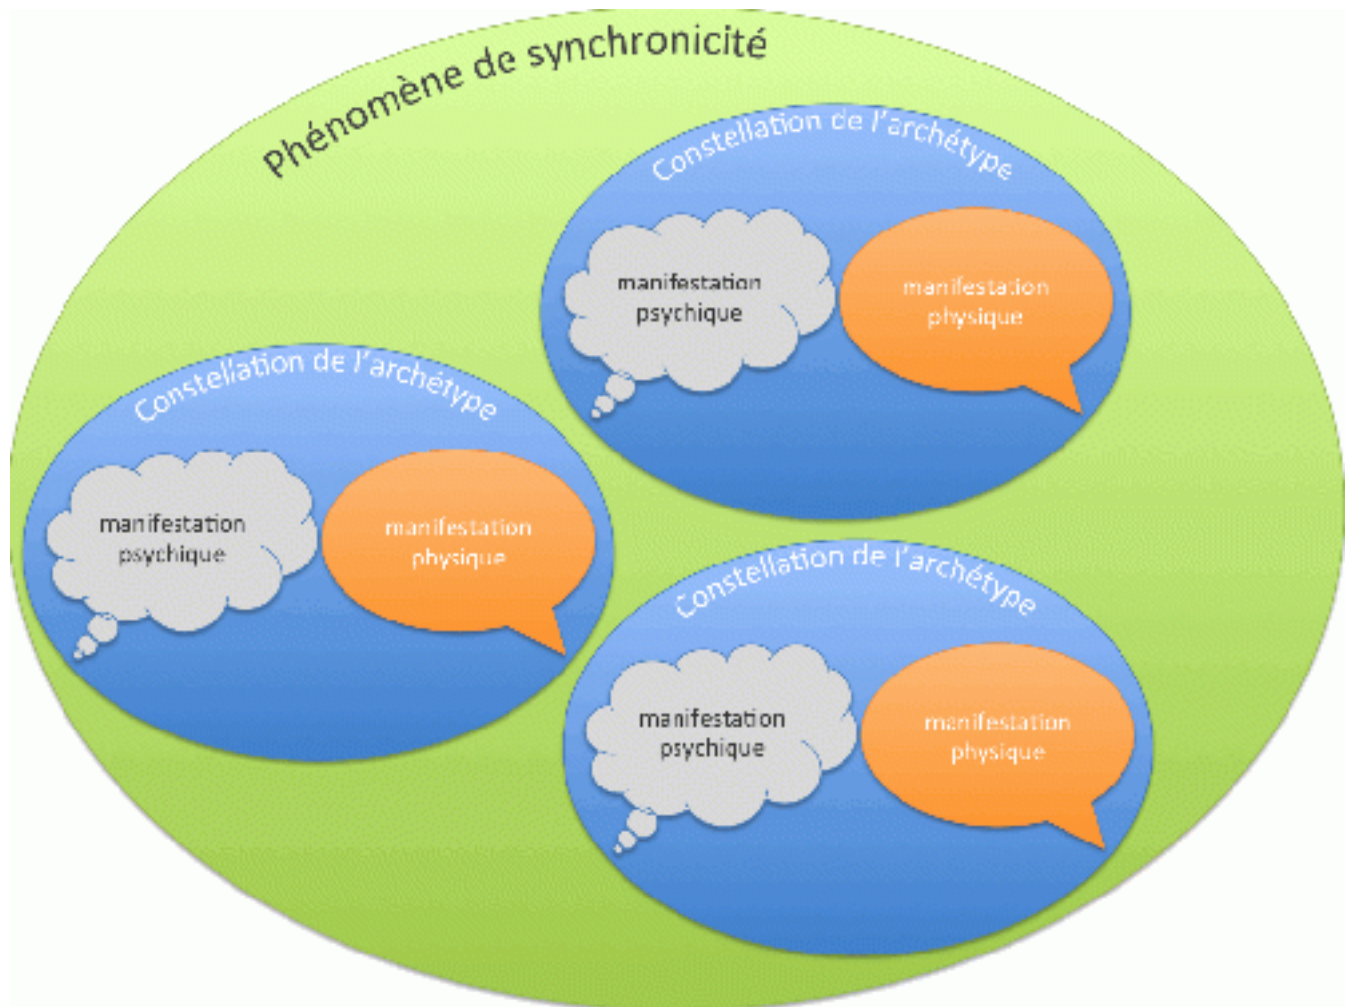 Phénomène de synchronicité
Constellation de l'archétype
manifestation
psychique
manifestation
physique
Constellation de l'archétype
manifestation
psychique
manifestation
physique
Constellation de l'archétype
manifestation
psychique
manifestation
physique